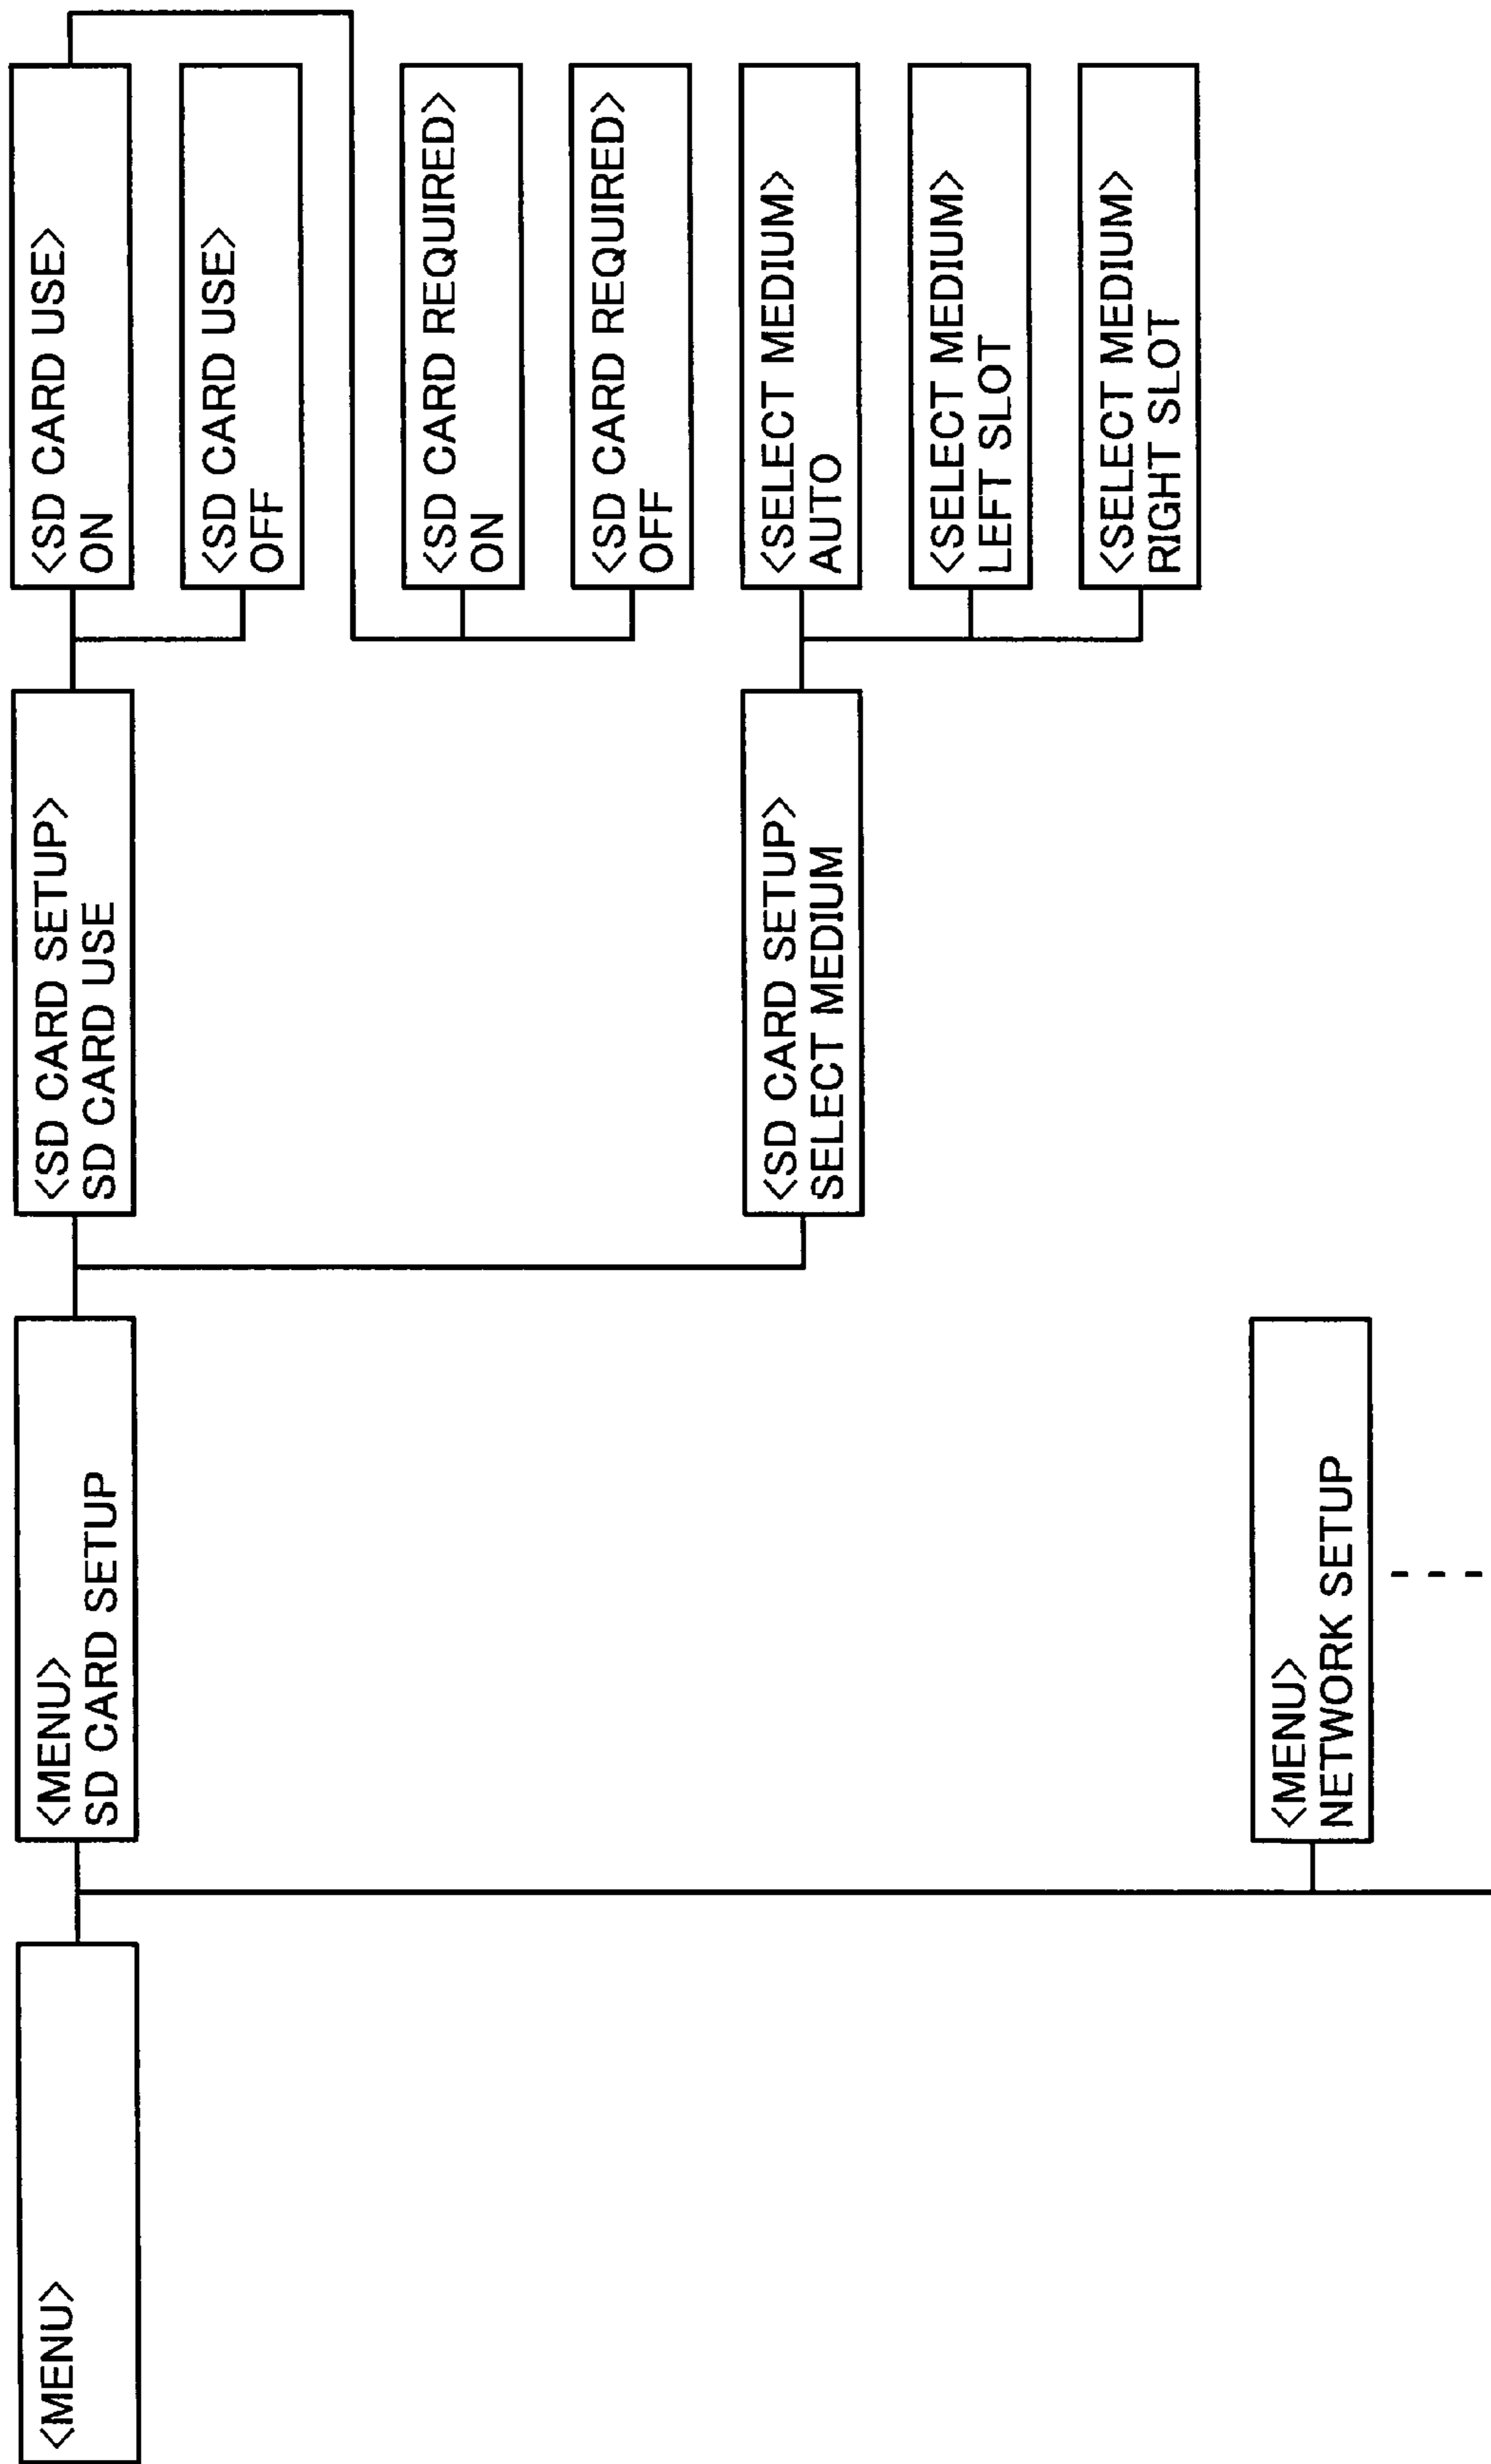 <MENU>
<MENU>
SD CARD SETUP
<SD CARD SETUP>
SD CARD USE
<SD CARD USE>
ON
<SD CARD USE>
OFF
<SD CARD REQUIRED>
ON
<SD CARD REQUIRED>
OFF
<SD CARD SETUP>
SELECT MEDIUM
<SELECT MEDIUM>
AUTO
<SELECT MEDIUM>
LEFT SLOT
<SELECT MEDIUM>
RIGHT SLOT
<MENU>
NETWORK SETUP